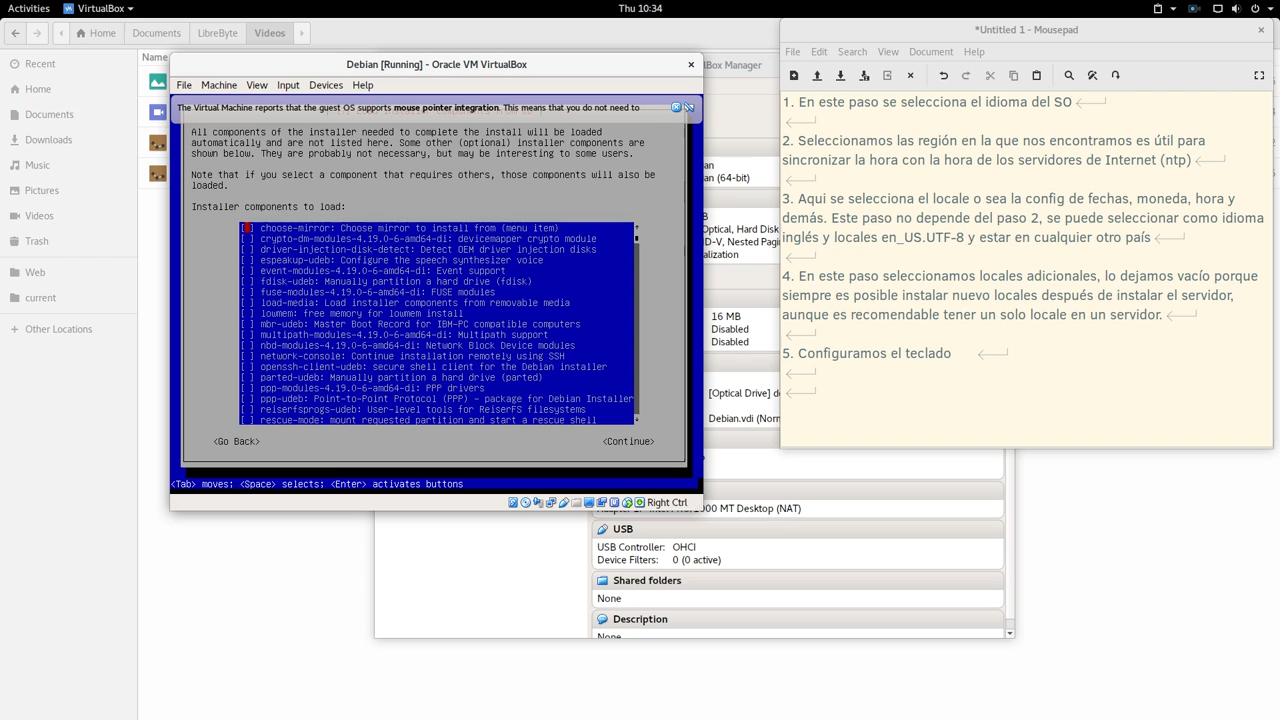 Activities
VirtualBox
Thu 10:34
Home
Documents
LibreByte
Videos
Recent
Home
Documents
Downloads
Music
Pictures
Videos
Trash
Web
current
Other Locations
Name
Debian [Running] - Oracle VM VirtualBox
File Machine View Input Devices Help
The Virtual Machine reports that the guest OS supports mouse pointer integration. This means that you do not need to
All components of the installer needed to complete the install will be loaded
automatically and are not listed here. Some other (optional) installer components are
shown below. They are probably not necessary, but may be interesting to some users.
Note that if you select a component that requires others, those components will also be
loaded.
Installer components to load:
[ ] choose-mirror: Choose mirror to install from (menu item)
[ ] crypto-dm-modules-4.19.0-6-amd64-di: devicemapper crypto module
[ ] driver-injection-disk-detect: Detect OEM driver injection disks
[ ] espeakup-udeb: Configure the speech synthesizer voice
[ ] event-modules-4.19.0-6-amd64-di: Event support
[ ] fdisk-udeb: Manually partition a hard drive (fdisk)
[ ] fuse-modules-4.19.0-6-amd64-di: FUSE modules
[ ] load-media: Load installer components from removable media
[ ] lowmem: free memory for lowmem install
[ ] mbr-udeb: Master Boot Record for IBM-PC compatible computers
[ ] multipath-modules-4.19.0-6-amd64-di: Multipath support
[ ] nbd-modules-4.19.0-6-amd64-di: Network Block Device modules
[ ] network-console: Continue installation remotely using SSH
[ ] openssh-client-udeb: secure shell client for the Debian installer
[ ] parted-udeb: Manually partition a hard drive (parted)
[ ] ppp-modules-4.19.0-6-amd64-di: PPP drivers
[ ] ppp-udeb: Point-to-Point Protocol (PPP) – package for Debian Installer
[ ] reiserfsprogs-udeb: User-level tools for ReiserFS filesystems
[ ] rescue-mode: mount requested partition and start a rescue shell
<Go Back>
<Continue>
<Tab> moves; <Space> selects; <Enter> activates buttons
Right Ctrl
Box Manager
(64-bit)
Optical, Hard Disk
D-V, Nested Paging
alization
16 MB
Disabled
Disabled
[Optical Drive]
Debian.vdi
MT Desktop (NAT)
USB
USB Controller: OHCI
Device Filters: 0 (0 active)
Shared folders
None
Description
None
*Untitled 1 - Mousepad
File Edit Search View Document Help
1. En este paso se selecciona el idioma del SO
2. Seleccionamos las región en la que nos encontramos es útil para
sincronizar la hora con la hora de los servidores de Internet (ntp)
3. Aqui se selecciona el locale o sea la config de fechas, moneda, hora y
demás. Este paso no depende del paso 2, se puede seleccionar como idioma
inglés y locales en_US.UTF-8 y estar en cualquier otro país
4. En este paso seleccionamos locales adicionales, lo dejamos vacío porque
siempre es posible instalar nuevo locales después de instalar el servidor,
aunque es recomendable tener un solo locale en un servidor.
5. Configuramos el teclado